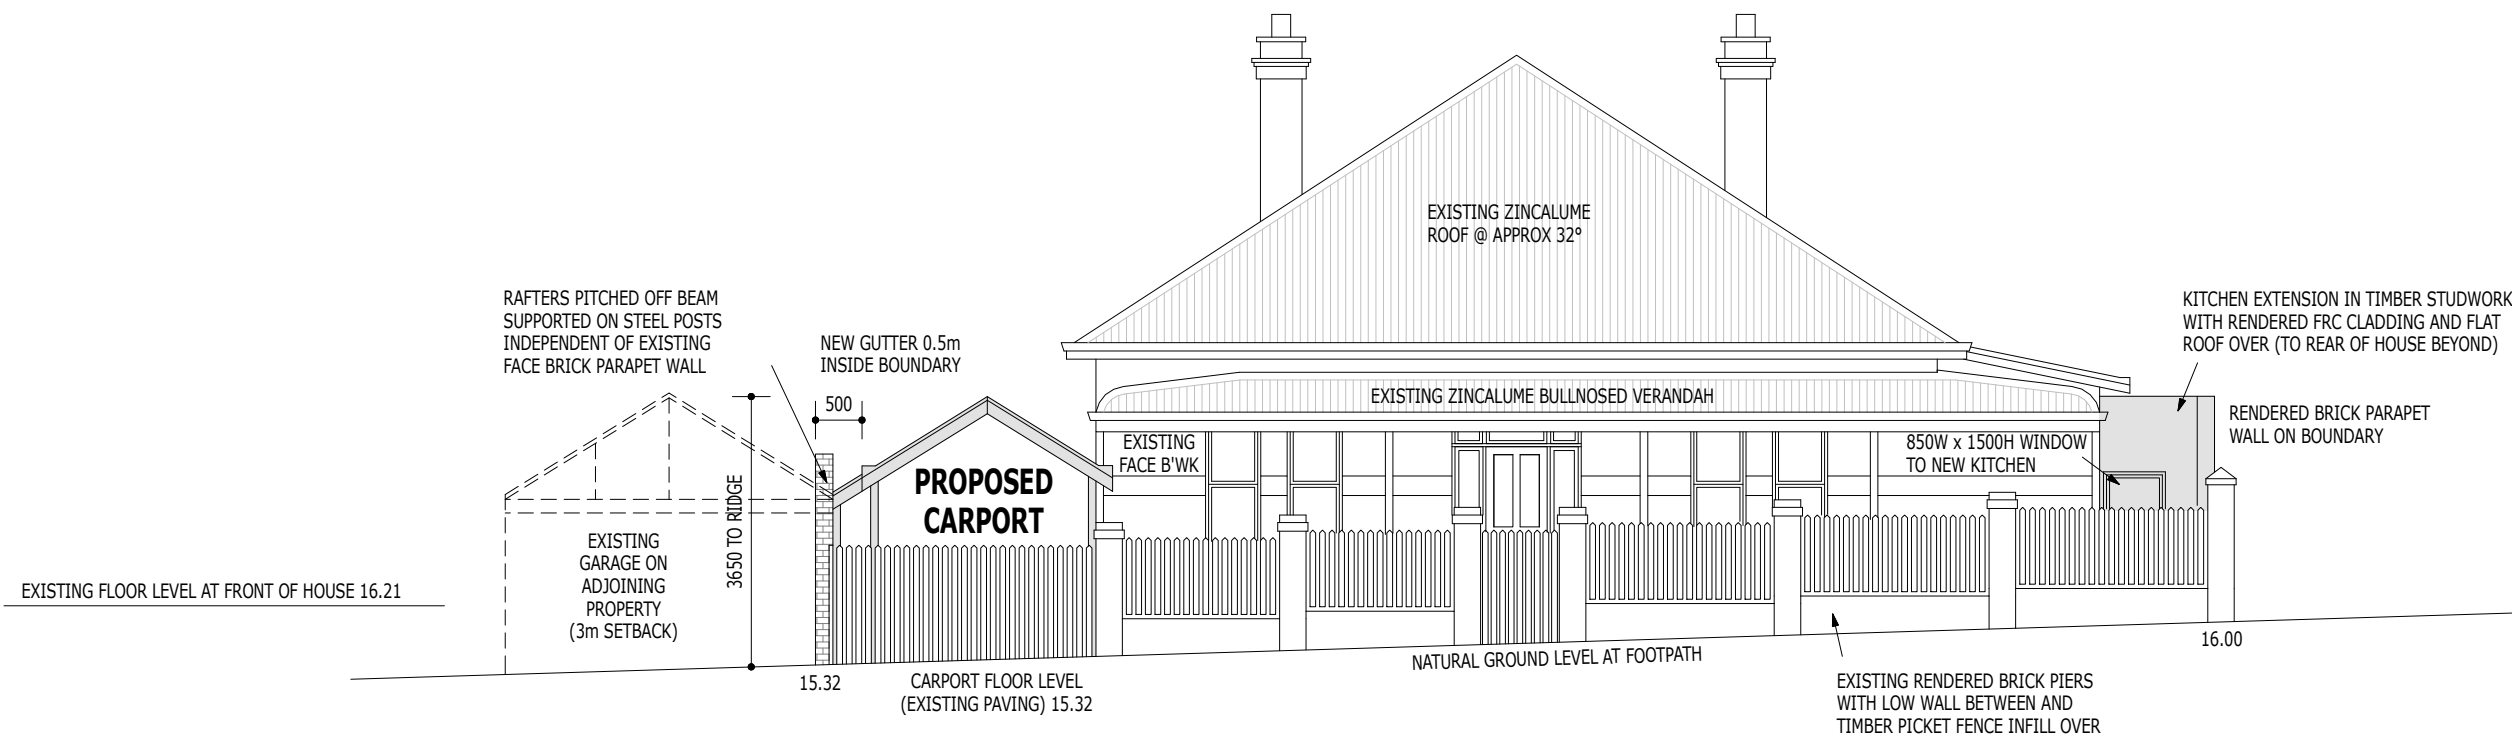 EXISTING ZINCALUME
ROOF @ APPROX 32°
RAFTERS PITCHED OFF BEAM
SUPPORTED ON STEEL POSTS
INDEPENDENT OF EXISTING
FACE BRICK PARAPET WALL
NEW GUTTER 0.5m
INSIDE BOUNDARY
KITCHEN EXTENSION IN TIMBER STUDWORK
WITH RENDERED FRC CLADDING AND FLAT
ROOF OVER (TO REAR OF HOUSE BEYOND)
500
EXISTING ZINCALUME BULLNOSED VERANDAH
RENDERED BRICK PARAPET
WALL ON BOUNDARY
EXISTING
FACE B'WK
850W x 1500H WINDOW
TO NEW KITCHEN
PROPOSED
CARPORT
3650 TO RIDGE
EXISTING
GARAGE ON
ADJOINING
PROPERTY
(3m SETBACK)
EXISTING FLOOR LEVEL AT FRONT OF HOUSE 16.21
16.00
NATURAL GROUND LEVEL AT FOOTPATH
15.32
CARPORT FLOOR LEVEL
(EXISTING PAVING) 15.32
EXISTING RENDERED BRICK PIERS
WITH LOW WALL BETWEEN AND
TIMBER PICKET FENCE INFILL OVER